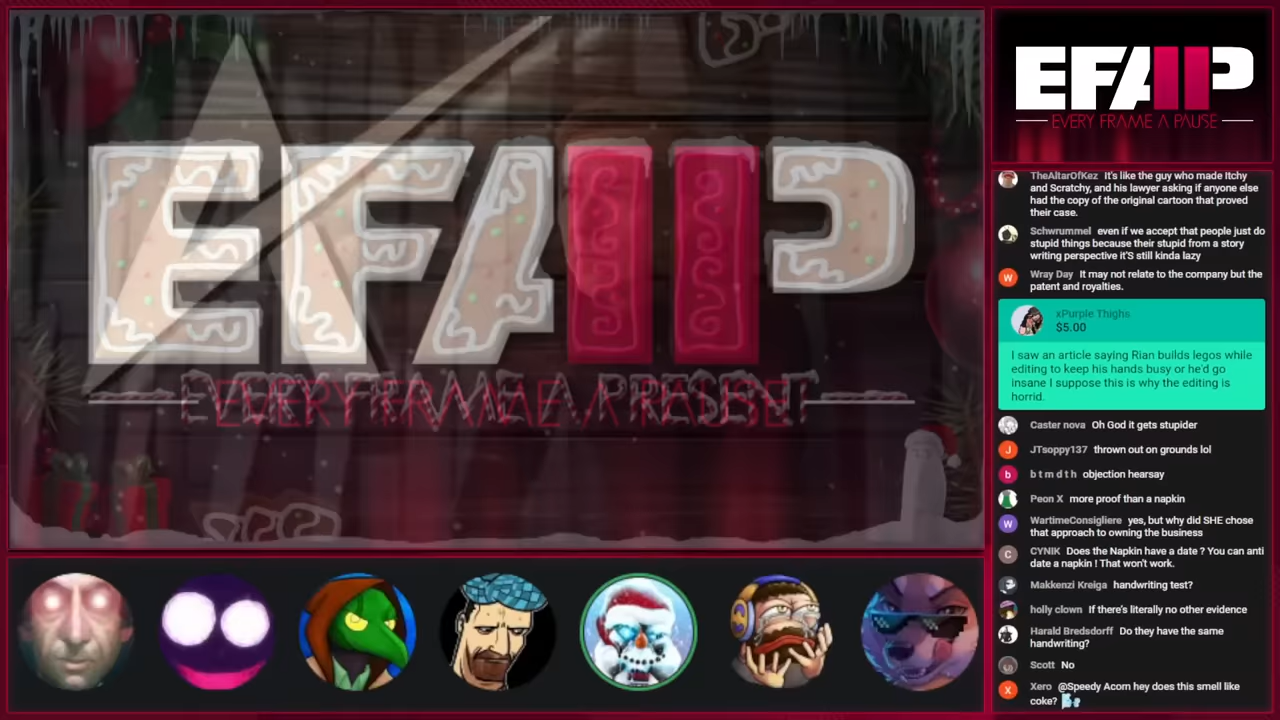 EFAP
EVERY FRAME A PAUSE
TheAltarOfKez It's like the guy who made Itchy
and Scratchy, and his lawyer asking if anyone else
had the copy of the original cartoon that proved
their case.
Schwrummel even if we accept that people just do
stupid things because their stupid from a story
writing perspective it'S still kinda lazy
W Wray Day It may not relate to the company but the
patent and royalties.
xPurple Thighs
$5.00
I saw an article saying Rian builds legos while
editing to keep his hands busy or he'd go
insane I suppose this is why the editing is
horrid.
Caster nova Oh God it gets stupider
J JTsoppy137 thrown out on grounds lol
b b t m d t h objection hearsay
Peon X more proof than a napkin
W WartimeConsigliere yes, but why did SHE chose
that approach to owning the business
C CYNIK Does the Napkin have a date ? You can anti
date a napkin ! That won't work.
Makkenzi Kreiga handwriting test?
holly clown If there's literally no other evidence
Harald Bredsdorff Do they have the same
handwriting?
Scott No
X Xero @Speedy Acorn hey does this smell like
coke?
EFAP